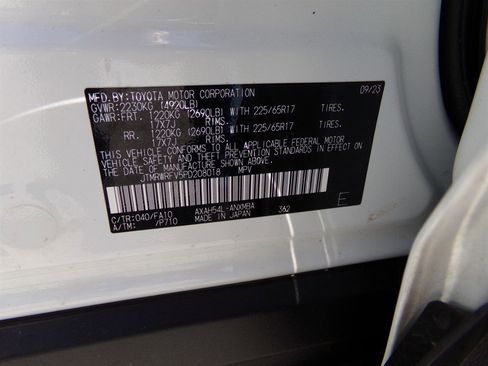 MFD.BY:TOYOTA MOTOR CORPORATION 09/23
GVWR:2230KG (4920LB)
GAWR:FRT. 1220KG (2690LB) WITH 225/65R17 TIRES.
17X7J RIMS.
RR. 1220KG (2690LB) WITH 225/65R17 TIRES.
17X7J RIMS.
THIS VEHICLE CONFORMS TO ALL APPLICABLE FEDERAL MOTOR
VEHICLE SAFETY AND THEFT PREVENTION STANDARDS IN EFFECT ON
THE DATE OF MANUFACTURE SHOWN ABOVE.
JTMRWRFV5PD208018 MPV
C/TR:040/FA10 AXAH54L-ANXMBA 362
A/TM: /P710 MADE IN JAPAN E